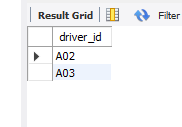 Result Grid Filter
driver_id
A02
A03